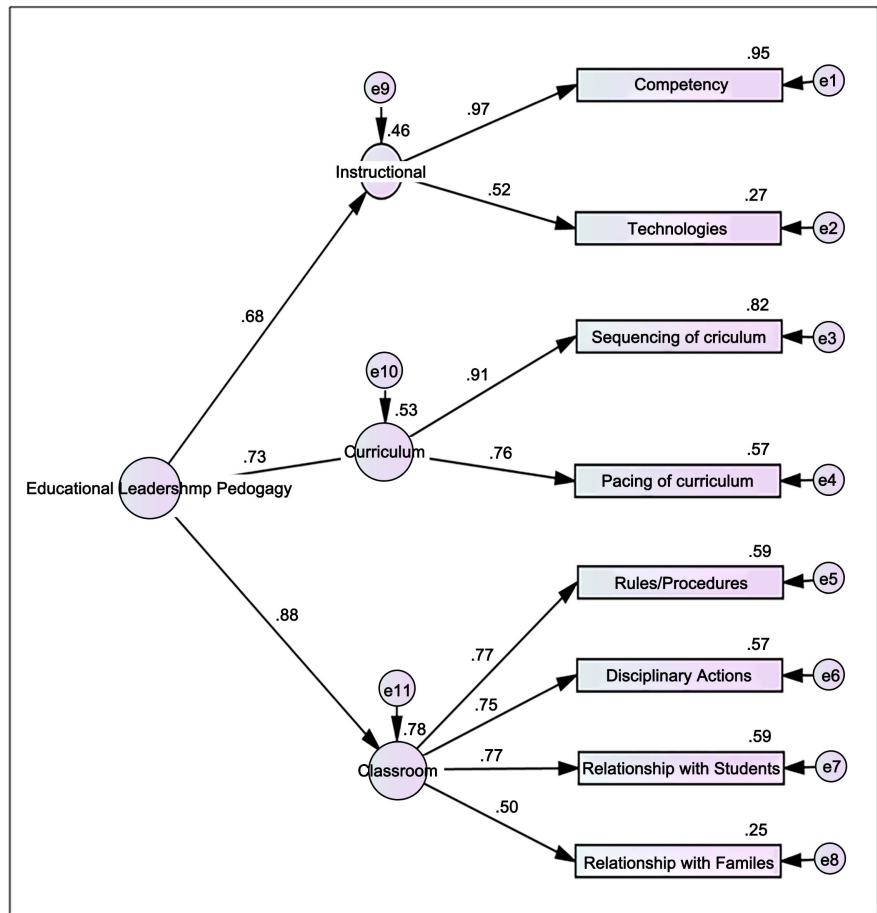 .95
e9
Competency
e1
.97
.46
Instructional
.52
.27
Technologies
e2
.68
.82
Sequencing of criculum
e3
e10
.91
.53
Curriculum
.73
.76
.57
Educational Leadershmp Pedogagy
Pacing of curriculum
e4
.59
Rules/Procedures
e5
.88
.77
.57
Disciplinary Actions
e6
e11
.75
.78
.59
Classroom
.77
Relationship with Students
e7
.50
.25
Relationship with Familes
e8